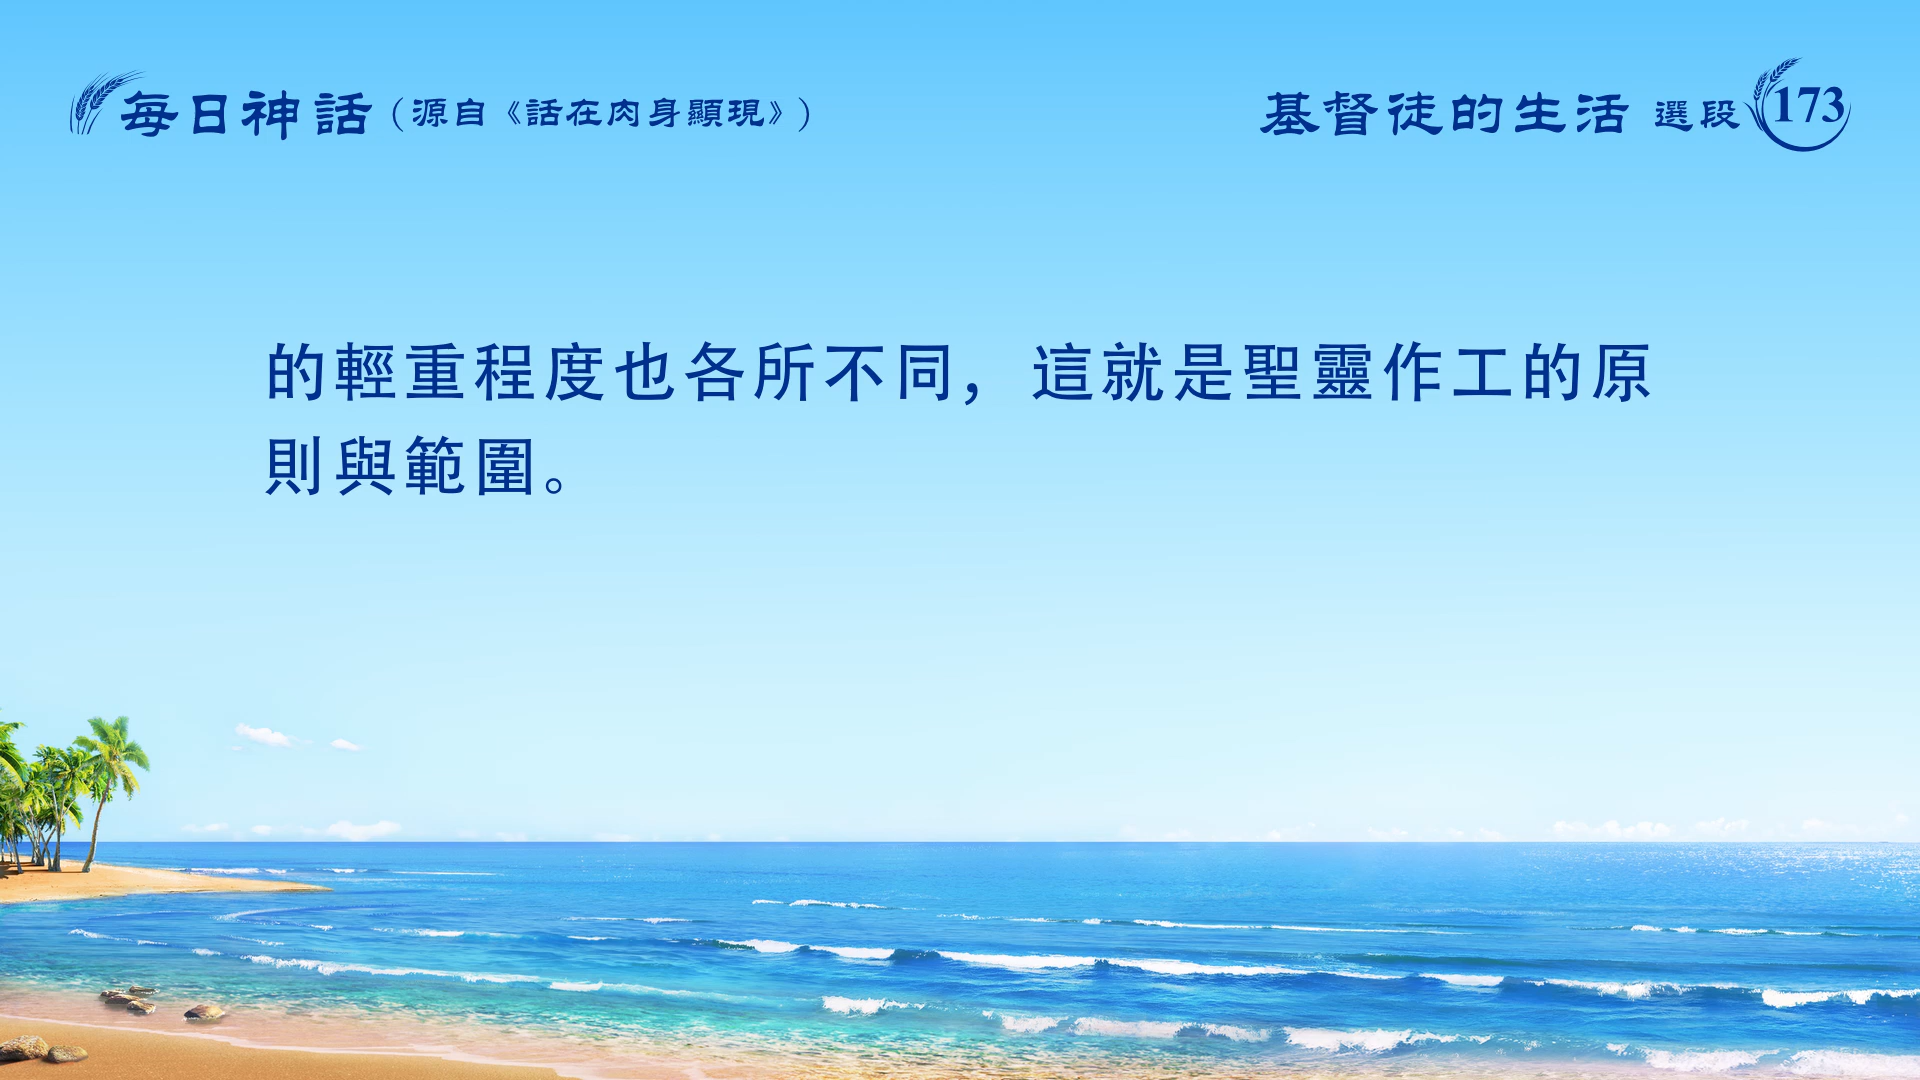 每日神話（源自《話在肉身顯現》）
基督徒的生活 選段 173
的輕重程度也各所不同，這就是聖靈作工的原
則與範圍。